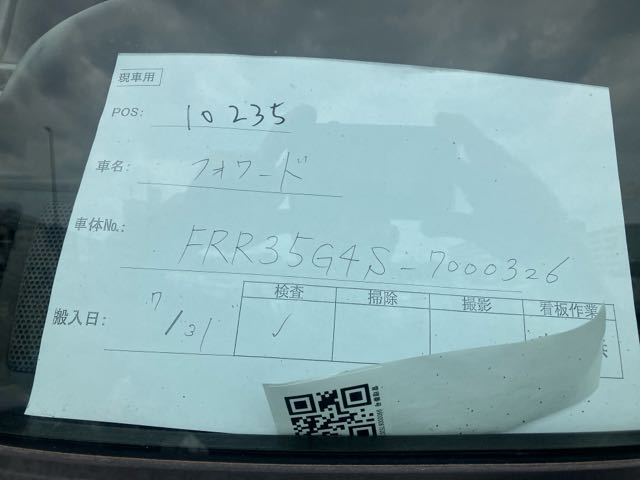 現車用
POS: 10235
車名: フォワード
車体No.: FRR35G4S-7000326
搬入日: 7/31
検査 掃除 撮影 看板作業
✓